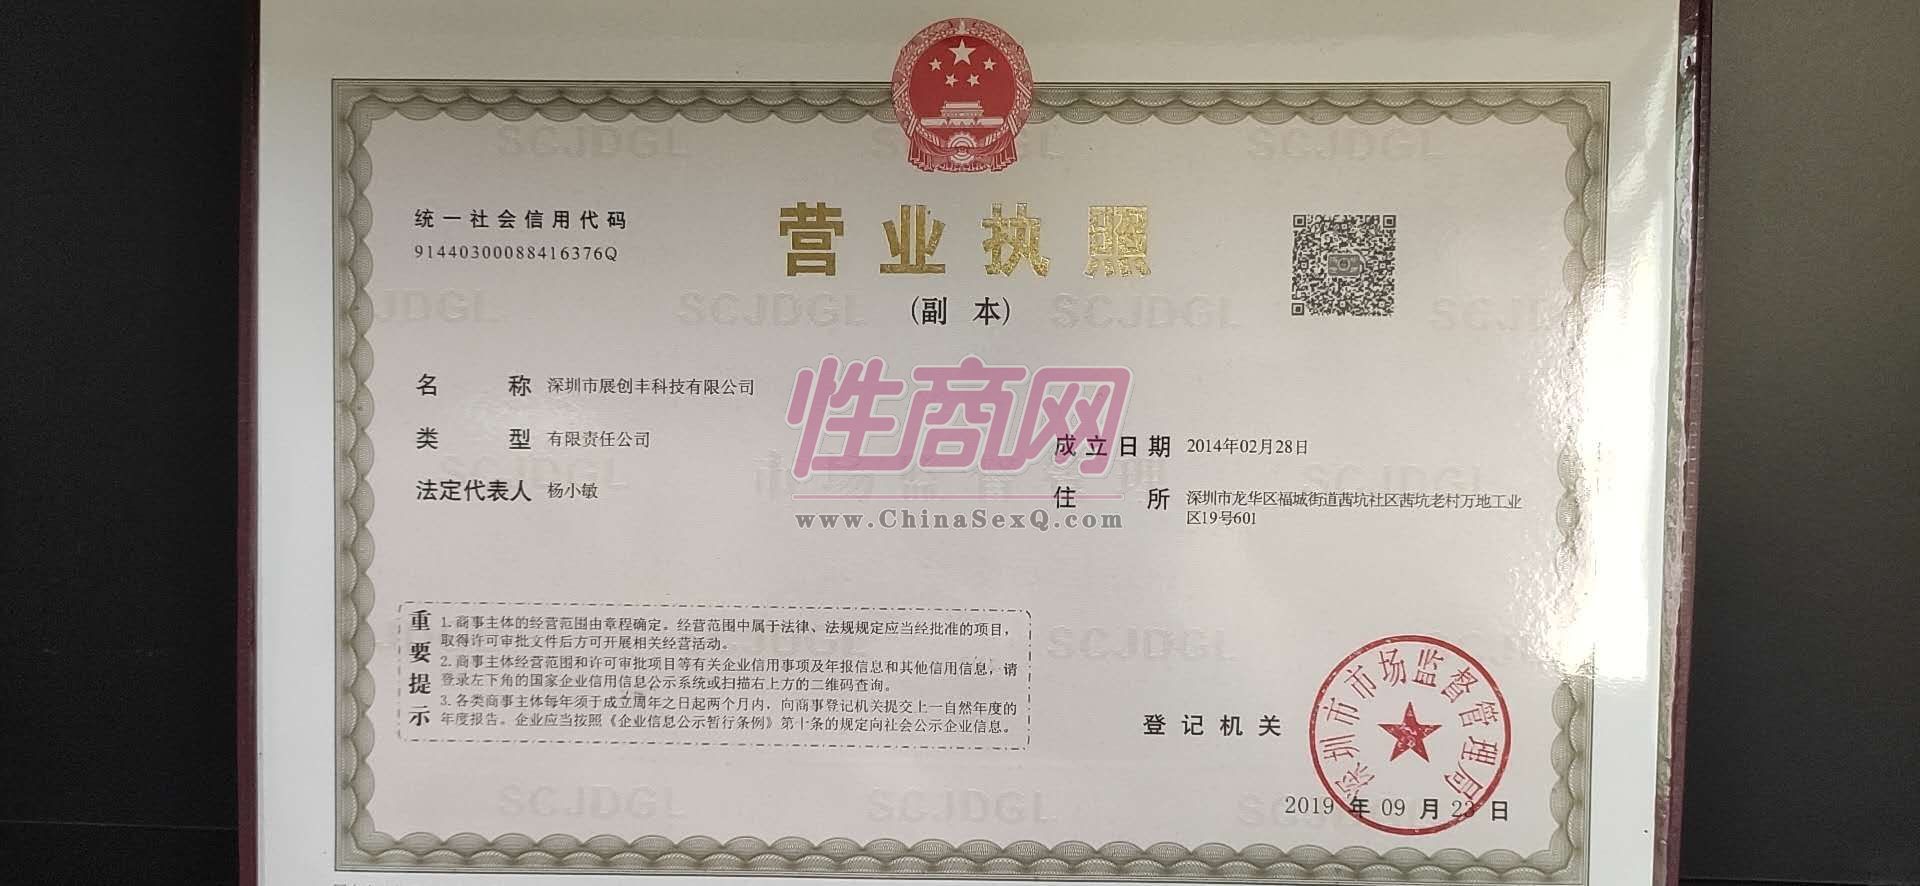 统一社会信用代码
91440300088416376Q
营业执照
(副 本)
名 称 深圳市展创丰科技有限公司
类 型 有限责任公司
法定代表人 杨小敏
成立日期 2014年02月28日
住 所 深圳市龙华区福城街道茜坑社区茜坑老村万地工业
区19号601
性商网
www.ChinaSexQ.com
重要提示
1.商事主体的经营范围由章程确定。经营范围中属于法律、法规规定应当经批准的项目，
取得许可审批文件后方可开展相关经营活动。
2.商事主体经营范围和许可审批项目等有关企业信用事项及年报信息和其他信用信息，请
登录左下角的国家企业信用信息公示系统或扫描右上方的二维码查询。
3.各类商事主体每年须于成立周年之日起两个月内，向商事登记机关提交上一自然年度的
年度报告。企业应当按照《企业信息公示暂行条例》第十条的规定向社会公示企业信息。
登记机关
深圳市市场监督管理局
2019 年 09 月 23 日
SCJDGL
SCJDGL
SCJDGL
SCJDGL
SCJDGL
SCJDGL
SCJDGL
SCJDGL
SCJDGL